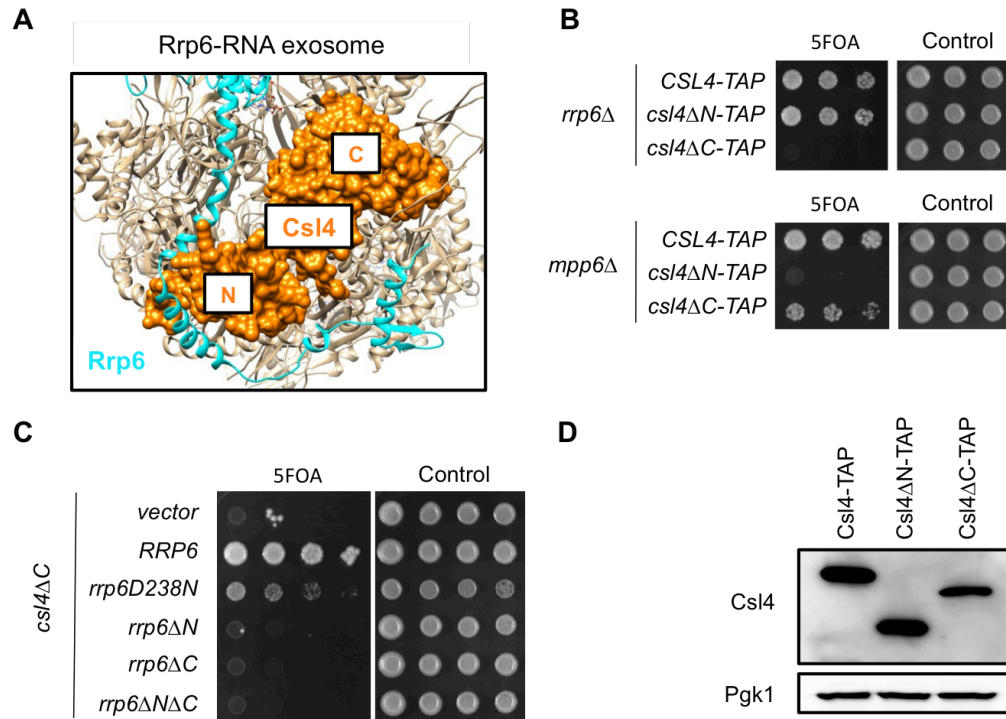 A
Rrp6-RNA exosome
C
Csl4
N
Rrp6
B
5FOA Control
rrp6Δ
CSL4-TAP
csl4ΔN-TAP
csl4ΔC-TAP
5FOA Control
mpp6Δ
CSL4-TAP
csl4ΔN-TAP
csl4ΔC-TAP
C
5FOA Control
csl4ΔC
vector
RRP6
rrp6D238N
rrp6ΔN
rrp6ΔC
rrp6ΔNΔC
D
Csl4-TAP
Csl4ΔN-TAP
Csl4ΔC-TAP
Csl4
Pgk1